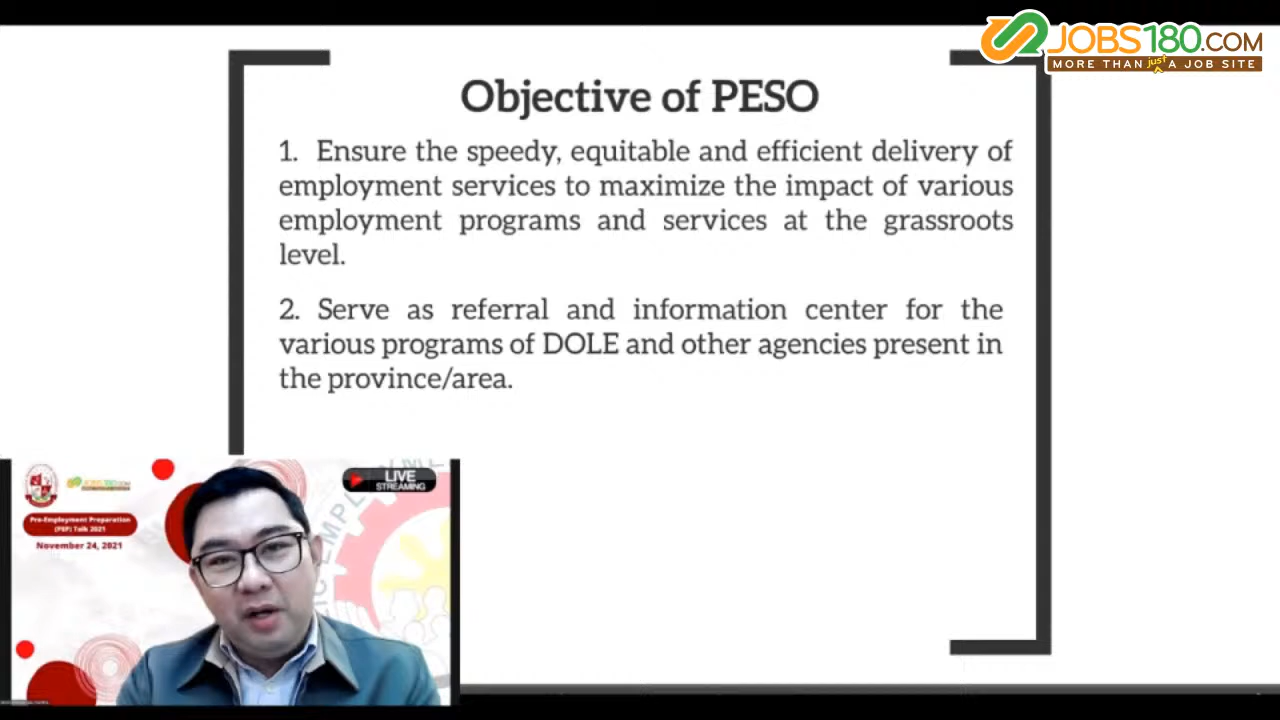 JOBS180.COM
MORE THAN just A JOB SITE
Objective of PESO
1. Ensure the speedy, equitable and efficient delivery of
employment services to maximize the impact of various
employment programs and services at the grassroots
level.
2. Serve as referral and information center for the
various programs of DOLE and other agencies present in
the province/area.
JOBS180.COM
LIVE
STREAMING
Pre-Employment Preparation
(PEP) Talk 2021
November 24, 2021